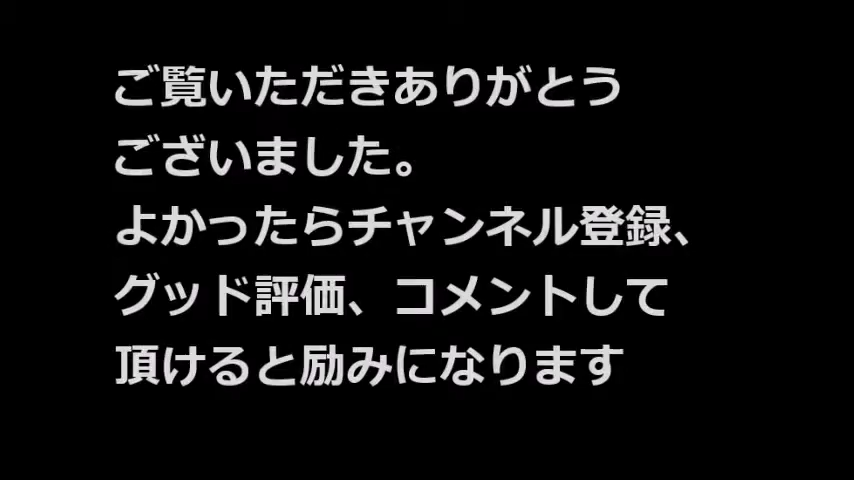 ご覧いただきありがとう
ございました。
よかったらチャンネル登録、
グッド評価、コメントして
頂けると励みになります